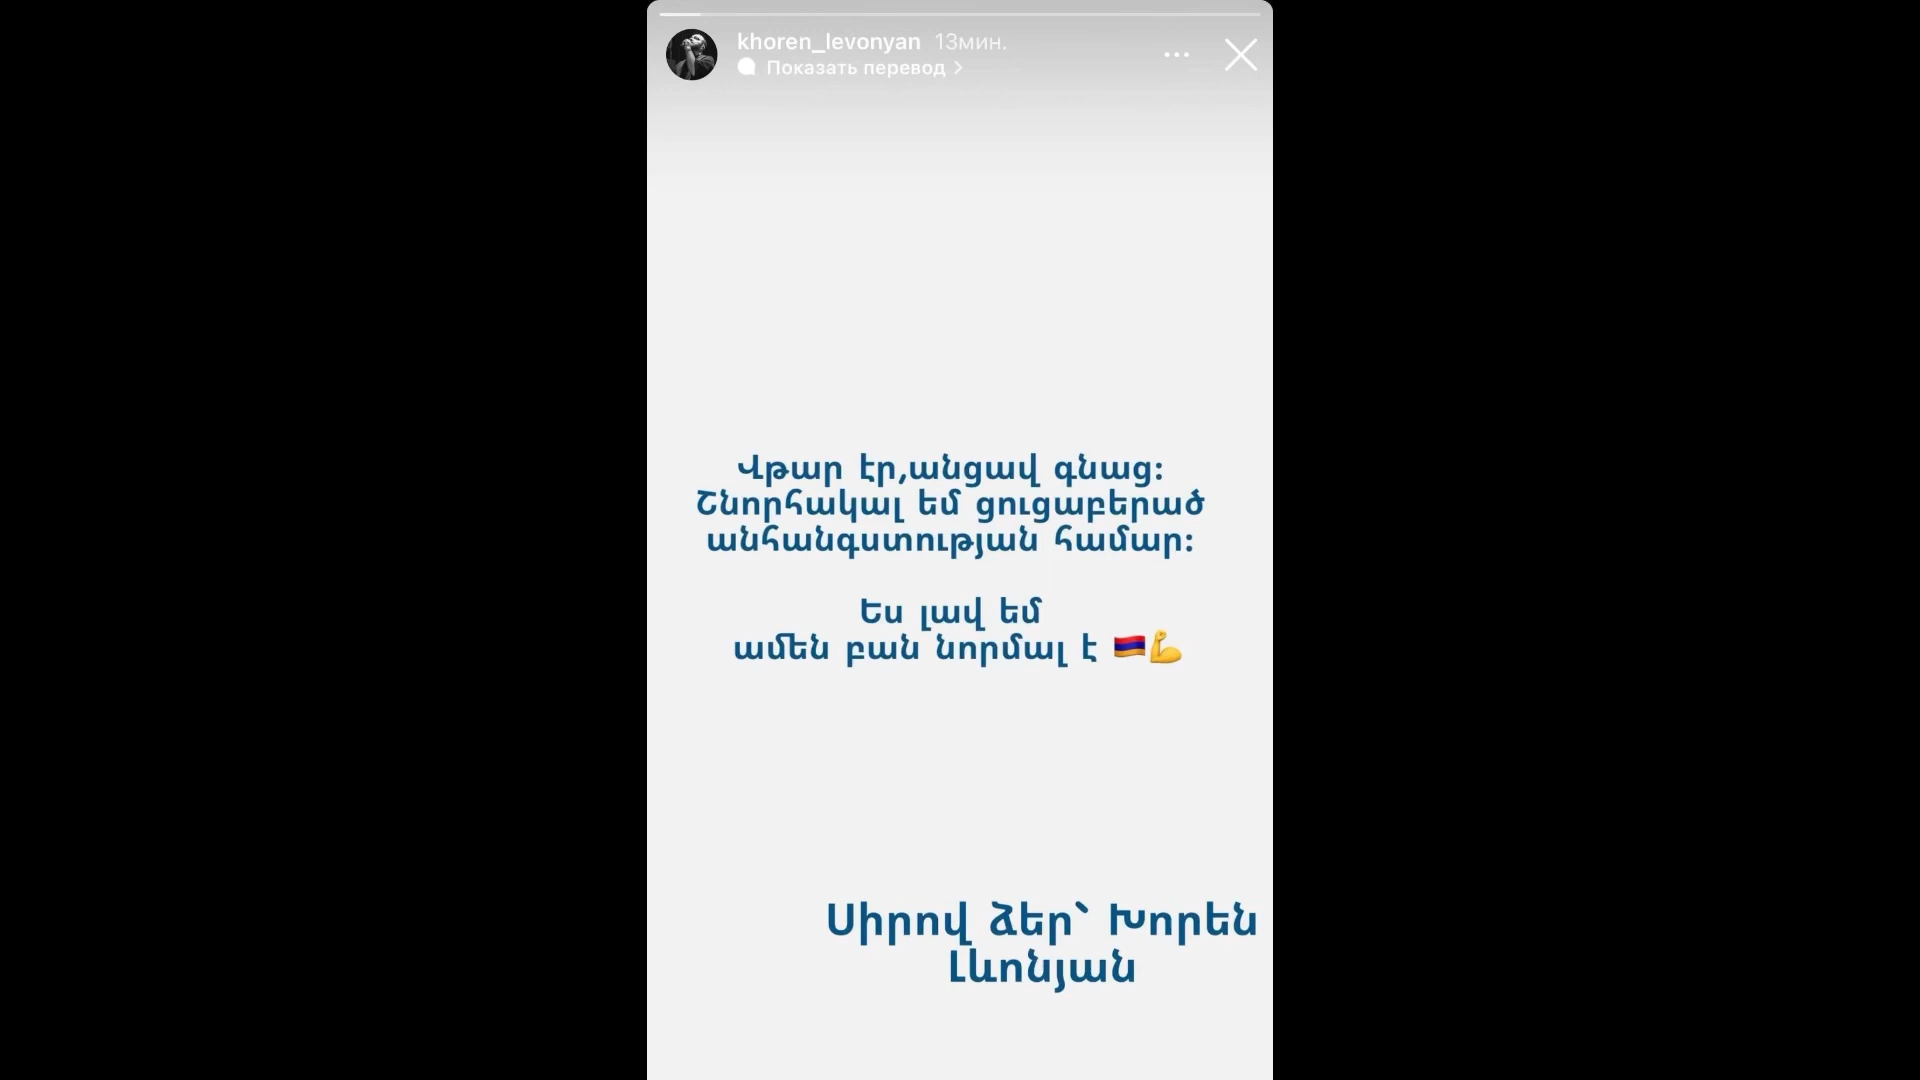 khoren_levonyan 13мин.
Показать перевод
Վթար էր,անցավ գնաց։
Շնորհակալ եմ ցուցաբերած
անհանգստության համար։
Ես լավ եմ
ամեն բան նորմալ է 🇦🇲💪
Սիրով ձեր՝ Խորեն
Լևոնյան